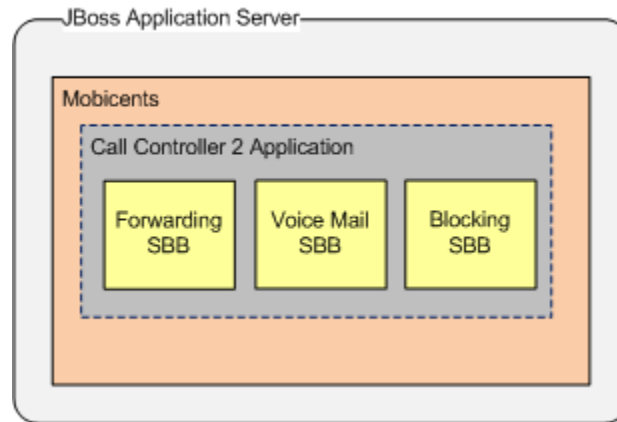 JBoss Application Server
Mobicents
Call Controller 2 Application
Forwarding
SBB
Voice Mail
SBB
Blocking
SBB